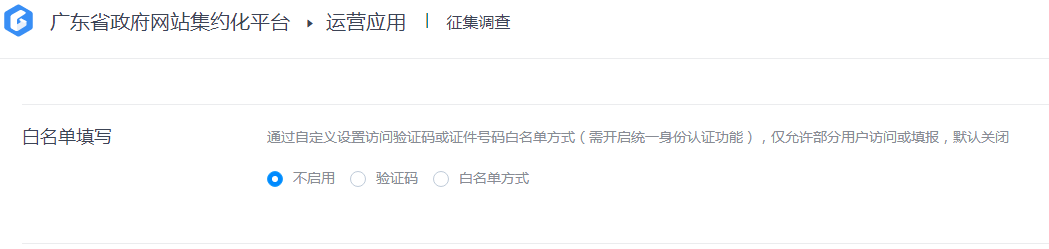 广东省政府网站集约化平台 ▸ 运营应用 | 征集调查
白名单填写 通过自定义设置访问验证码或证件号码白名单方式（需开启统一身份认证功能），仅允许部分用户访问或填报，默认关闭
不启用 验证码 白名单方式